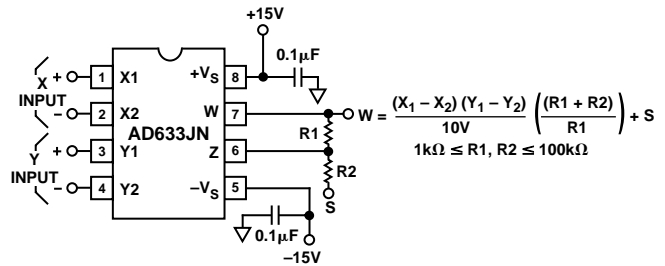 +15V
0.1μF
X
INPUT
+
−
1 X1
2 X2
+VS 8
W 7
AD633JN
Y
INPUT
+
−
3 Y1
4 Y2
Z 6
−VS 5
R1
R2
S
0.1μF
−15V
W = (X1 − X2) (Y1 − Y2) / 10V ((R1 + R2) / R1) + S
1kΩ ≤ R1, R2 ≤ 100kΩ